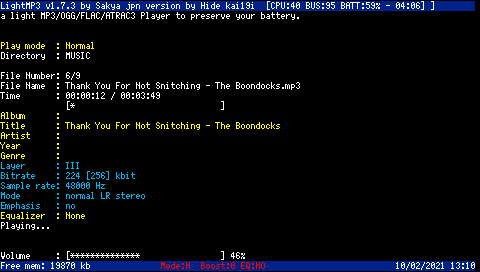 LightMP3 v1.7.3 by Sakya jpn version by Hide kai19i [CPU:40 BUS:95 BATT:59% - 04:06] ]
a light MP3/OGG/FLAC/ATRAC3 Player to preserve your battery.
Play mode : Normal
Directory : MUSIC
File Number: 6/9
File Name : Thank You For Not Snitching - The Boondocks.mp3
Time : 00:00:12 / 00:03:49
[* ]
Album :
Title : Thank You For Not Snitching - The Boondocks
Artist :
Year :
Genre :
Layer : III
Bitrate : 224 [256] kbit
Sample rate: 48000 Hz
Mode : normal LR stereo
Emphasis : no
Equalizer : None
Playing...
Volume : [************** ] 46%
Free mem: 19870 kb Mode:N- Boost:0 EQ:NO 10/02/2021 13:10